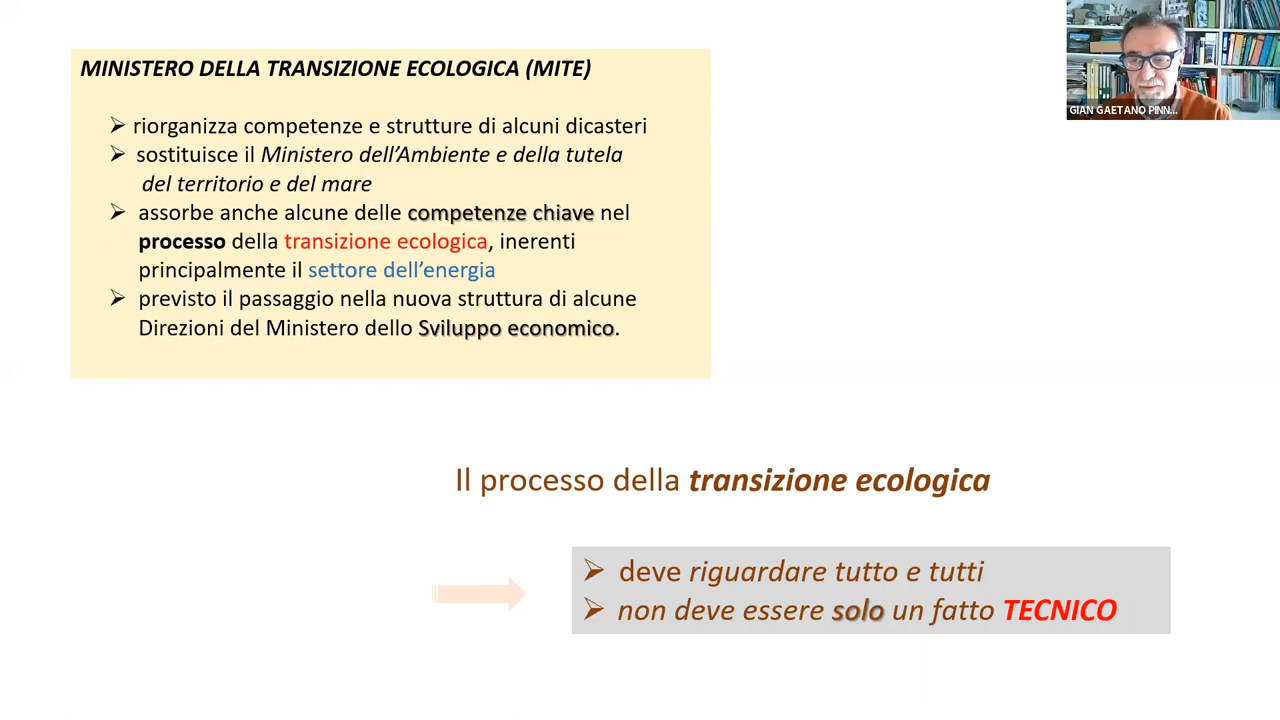 MINISTERO DELLA TRANSIZIONE ECOLOGICA (MITE)
➢ riorganizza competenze e strutture di alcuni dicasteri
➢ sostituisce il Ministero dell'Ambiente e della tutela
del territorio e del mare
➢ assorbe anche alcune delle competenze chiave nel
processo della transizione ecologica, inerenti
principalmente il settore dell'energia
➢ previsto il passaggio nella nuova struttura di alcune
Direzioni del Ministero dello Sviluppo economico.
GIAN GAETANO PINN...
Il processo della transizione ecologica
➢ deve riguardare tutto e tutti
➢ non deve essere solo un fatto TECNICO